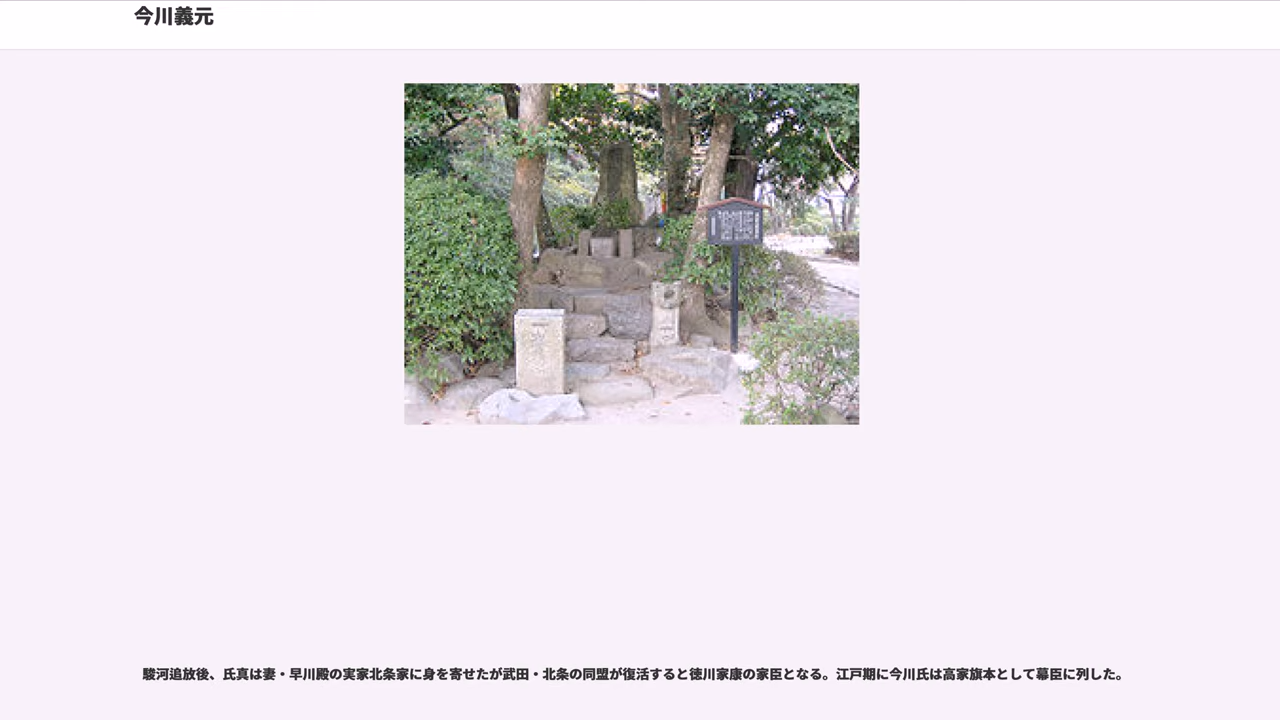 今川義元
駿河追放後、氏真は妻・早川殿の実家北条家に身を寄せたが武田・北条の同盟が復活すると徳川家康の家臣となる。江戸期に今川氏は高家旗本として幕臣に列した。